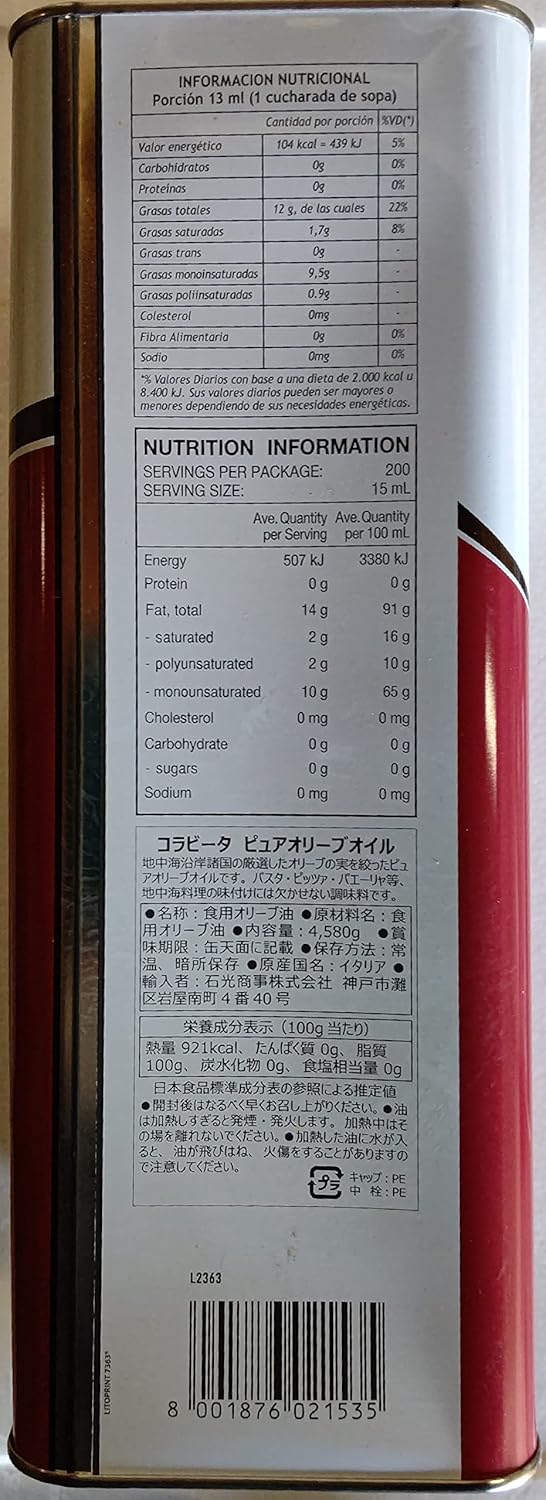 INFORMACION NUTRICIONAL
Porción 13 ml (1 cucharada de sopa)
Cantidad por porción %VD(*)
Valor energético 104 kcal = 439 kJ 5%
Carbohidratos 0g 0%
Proteínas 0g 0%
Grasas totales 12 g, de las cuales 22%
Grasas saturadas 1,7g 8%
Grasas trans 0g -
Grasas monoinsaturadas 9,5g -
Grasas poliinsaturadas 0.9g -
Colesterol 0mg -
Fibra Alimentaria 0g 0%
Sodio 0mg 0%
*% Valores Diarios con base a una dieta de 2.000 kcal u
8.400 kJ. Sus valores diarios pueden ser mayores o
menores dependiendo de sus necesidades energéticas.
NUTRITION INFORMATION
SERVINGS PER PACKAGE: 200
SERVING SIZE: 15 mL
Ave. Quantity Ave. Quantity
per Serving per 100 mL
Energy 507 kJ 3380 kJ
Protein 0 g 0 g
Fat, total 14 g 91 g
- saturated 2 g 16 g
- polyunsaturated 2 g 10 g
- monounsaturated 10 g 65 g
Cholesterol 0 mg 0 mg
Carbohydrate 0 g 0 g
- sugars 0 g 0 g
Sodium 0 mg 0 mg
コラビータ ピュアオリーブオイル
地中海沿岸諸国の厳選したオリーブの実を絞ったピュ
アオリーブオイルです。パスタ・ピッツァ・パエーリャ等、
地中海料理の味付けには欠かせない調味料です。
●名称：食用オリーブ油 ●原材料名：食
用オリーブ油 ●内容量：4,580g ●賞
味期限：缶天面に記載 ●保存方法：常
温、暗所保存 ●原産国名：イタリア ●
輸入者：石光商事株式会社 神戸市灘
区岩屋南町4番40号
栄養成分表示（100g当たり）
熱量 921kcal、たんぱく質 0g、脂質
100g、炭水化物 0g、食塩相当量 0g
日本食品標準成分表の参照による推定値
●開封後はなるべく早くお召し上がりください。●油
は加熱しすぎると発煙・発火します。加熱中はそ
の場を離れないでください。●加熱した油に水が入
ると、油が飛びはね、火傷をすることがありますの
で注意してください。
プラ キャップ：PE
中 栓：PE
L2363
LITOPRINT 7363*
8 001876 021535